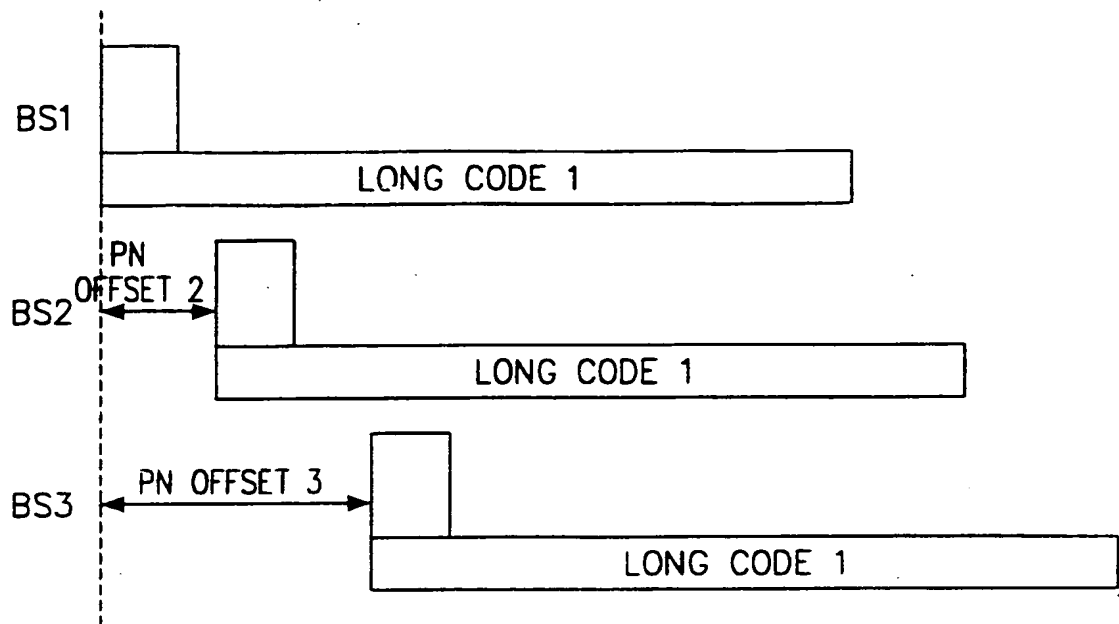 BS1
LONG CODE 1
PN
OFFSET 2
BS2
LONG CODE 1
PN OFFSET 3
BS3
LONG CODE 1